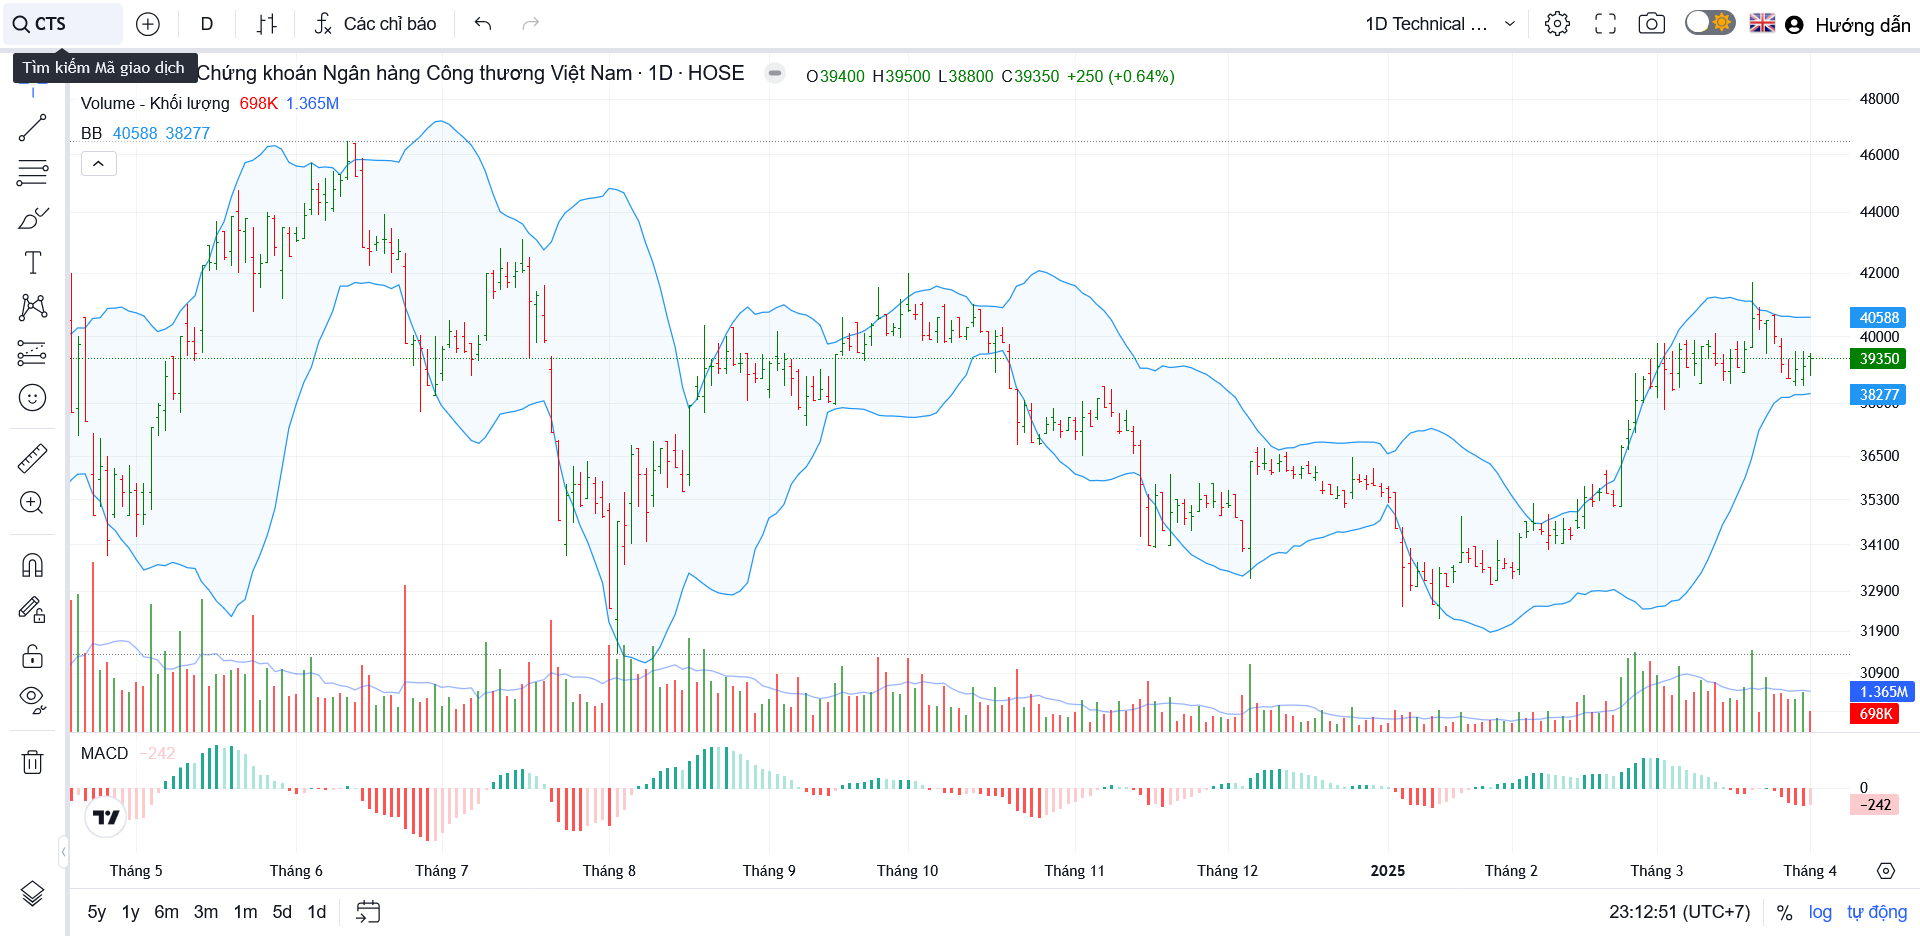 CTS
D
Các chỉ báo
1D Technical ...
Hướng dẫn
Tìm kiếm Mã giao dịch
Chứng khoán Ngân hàng Công thương Việt Nam · 1D · HOSE
O39400 H39500 L38800 C39350 +250 (+0.64%)
Volume - Khối lượng 698K 1.365M
BB 40588 38277
48000
46000
44000
42000
40588
40000
39350
38277
38000
36500
35300
34100
32900
31900
30900
1.365M
698K
MACD −242
0
−242
Tháng 5 Tháng 6 Tháng 7 Tháng 8 Tháng 9 Tháng 10 Tháng 11 Tháng 12 2025 Tháng 2 Tháng 3 Tháng 4
5y 1y 6m 3m 1m 5d 1d
23:12:51 (UTC+7) % log tự động